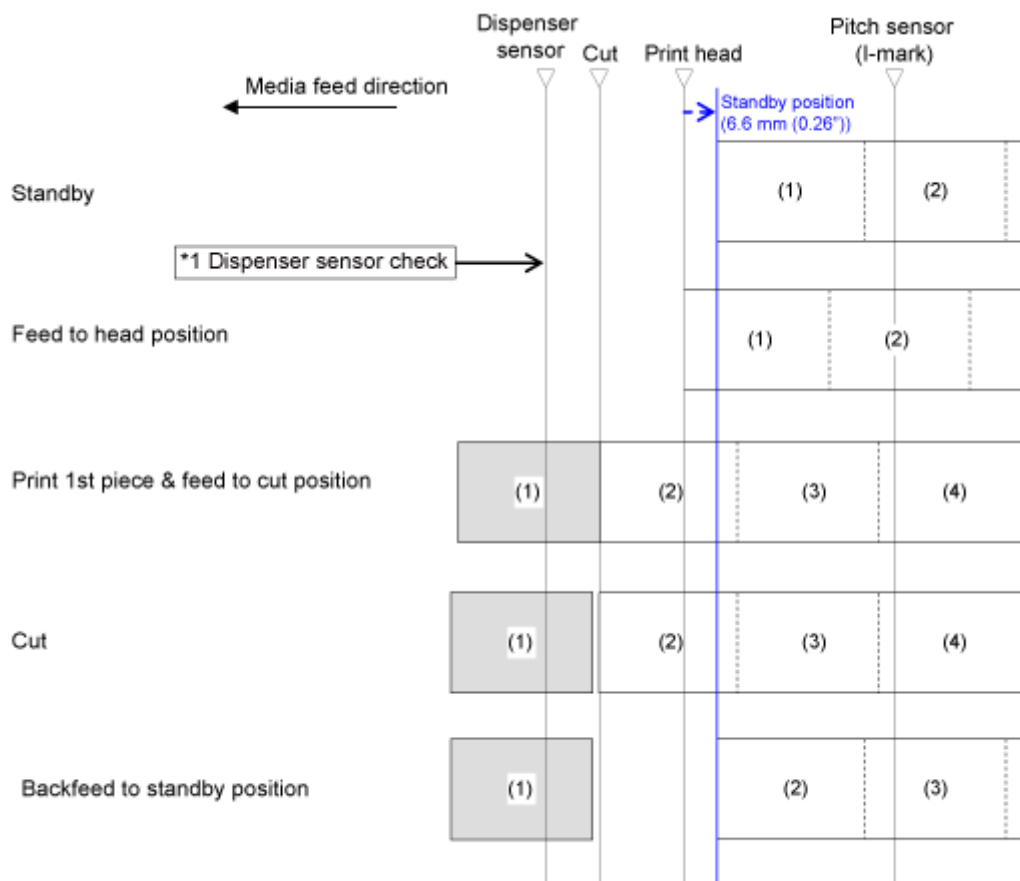 Dispenser
sensor
Cut
Print head
Pitch sensor
(I-mark)
Media feed direction
Standby position
(6.6 mm (0.26"))
Standby
(1)
(2)
*1 Dispenser sensor check
Feed to head position
(1)
(2)
Print 1st piece & feed to cut position
(1)
(2)
(3)
(4)
Cut
(1)
(2)
(3)
(4)
Backfeed to standby position
(1)
(2)
(3)